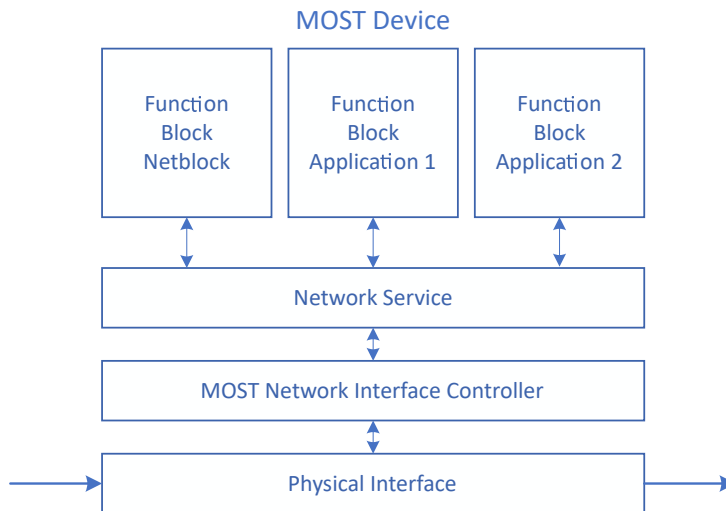 MOST Device
Function
Block
Netblock
Function
Block
Application 1
Function
Block
Application 2
Network Service
MOST Network Interface Controller
Physical Interface